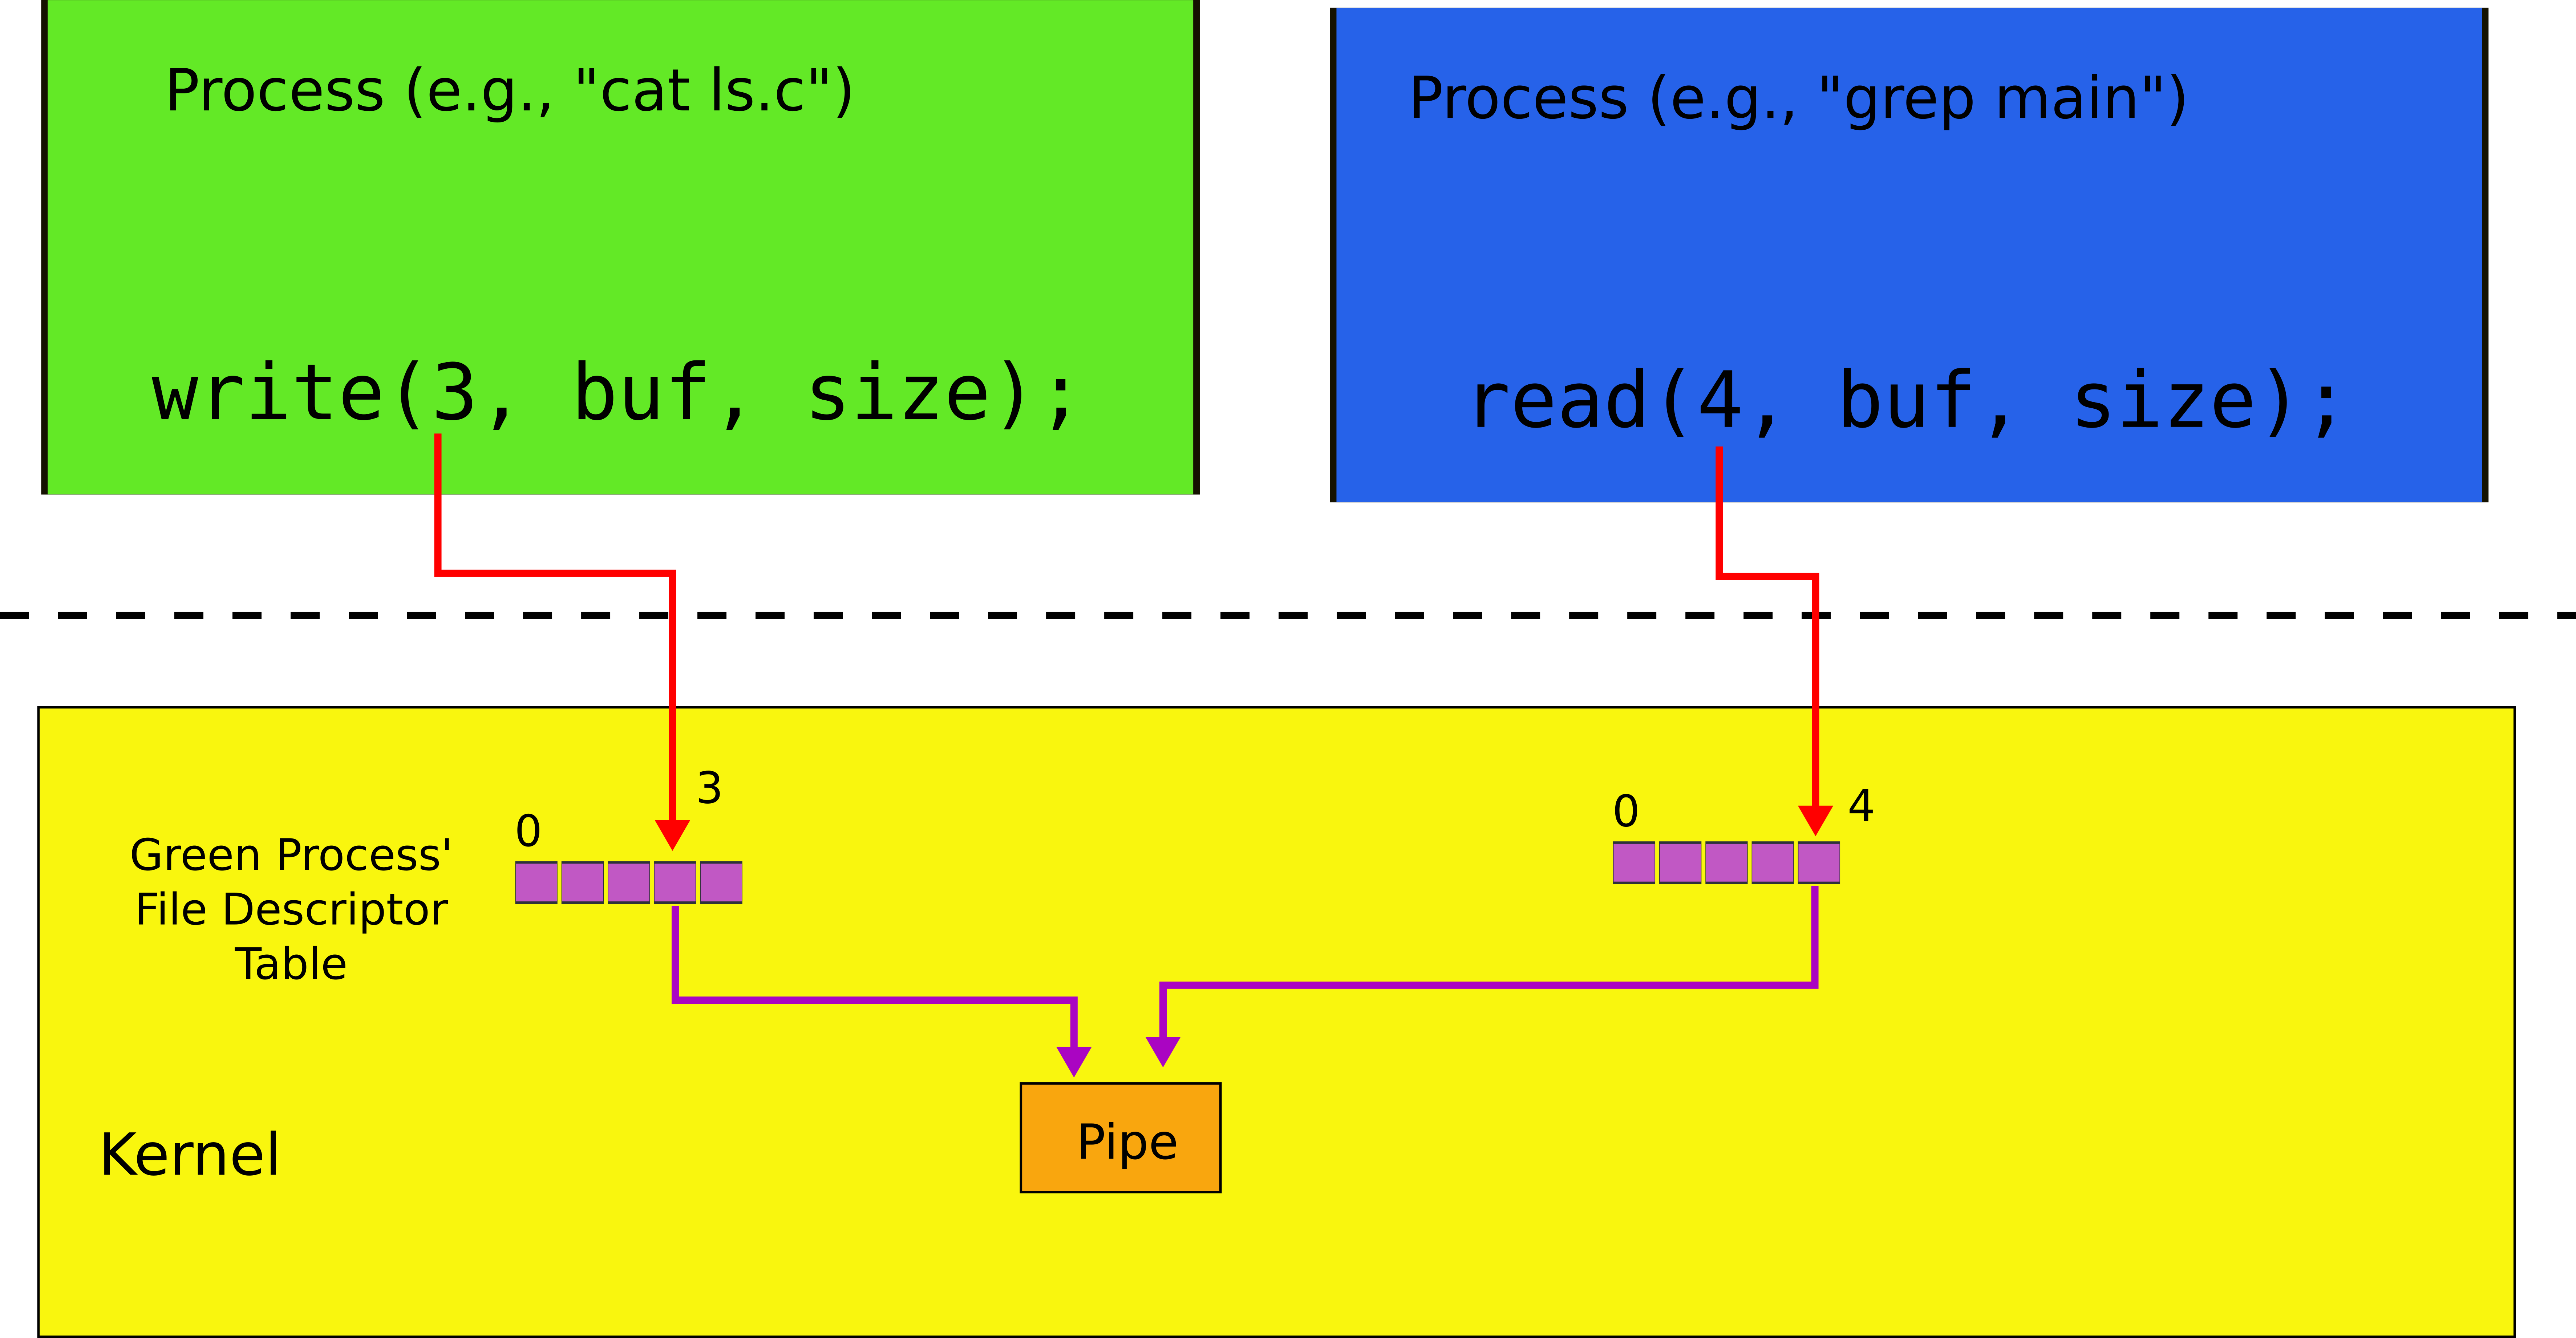 Process (e.g., "cat ls.c")
Process (e.g., "grep main")
write(3, buf, size);
read(4, buf, size);
3
0
0
4
Green Process'
File Descriptor
Table
Kernel
Pipe